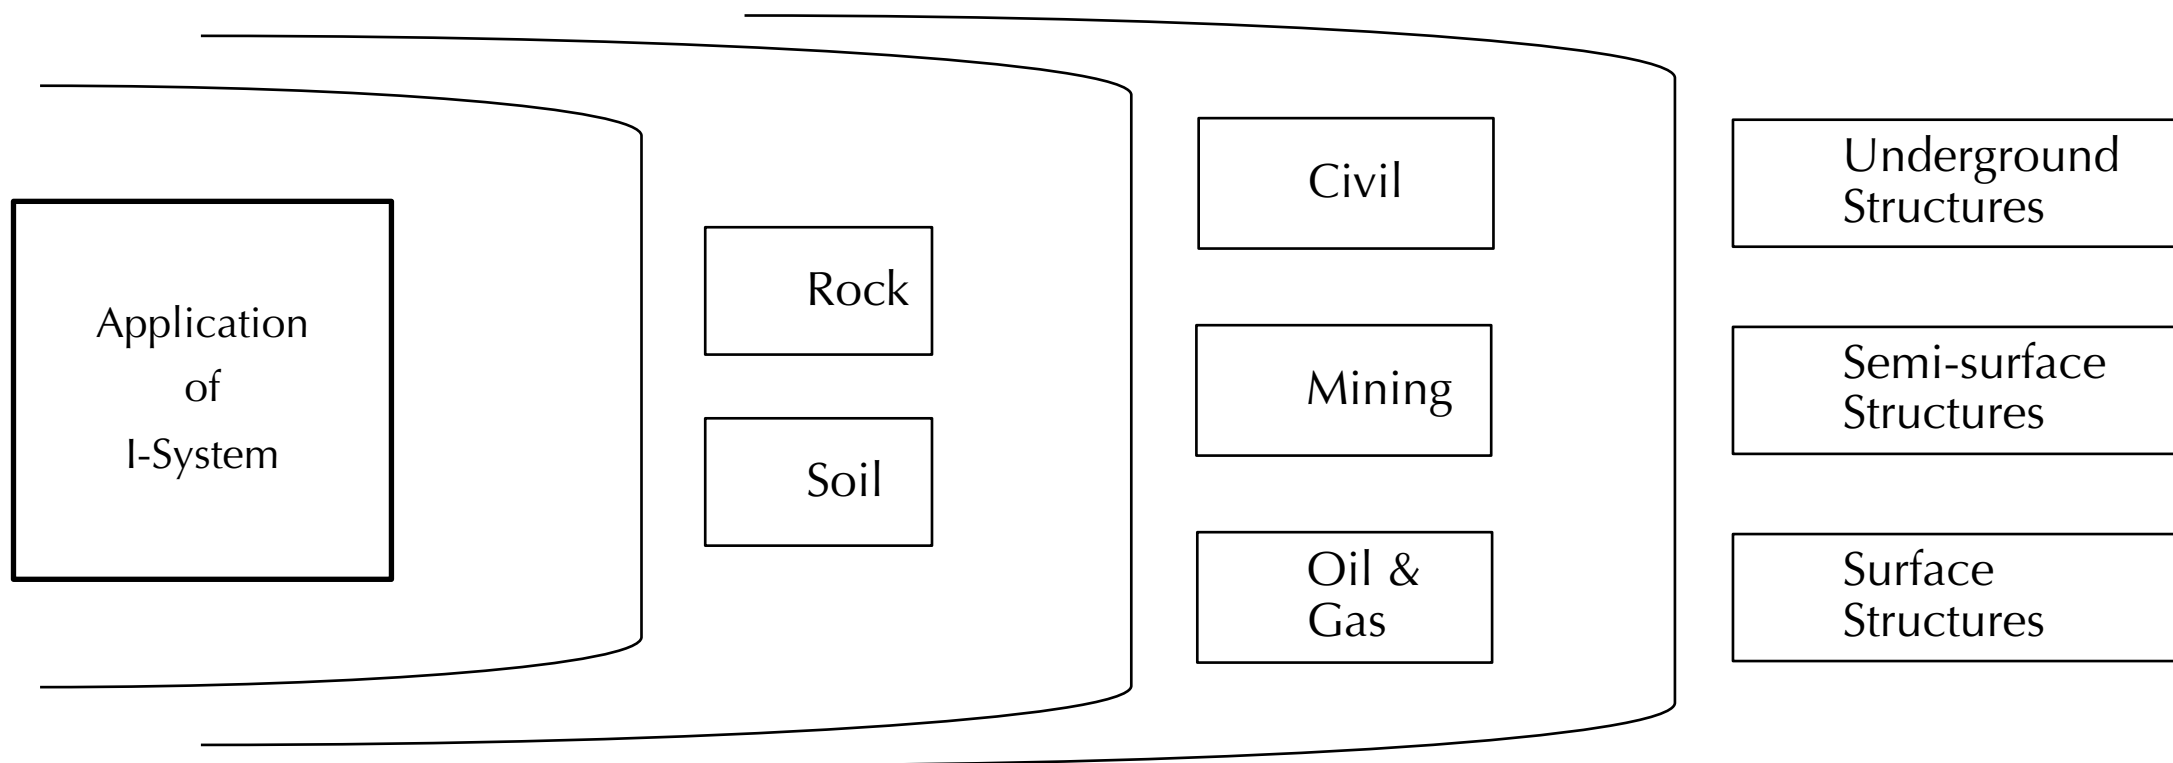 Application
of
I-System
Rock
Soil
Civil
Mining
Oil &
Gas
Underground
Structures
Semi-surface
Structures
Surface
Structures